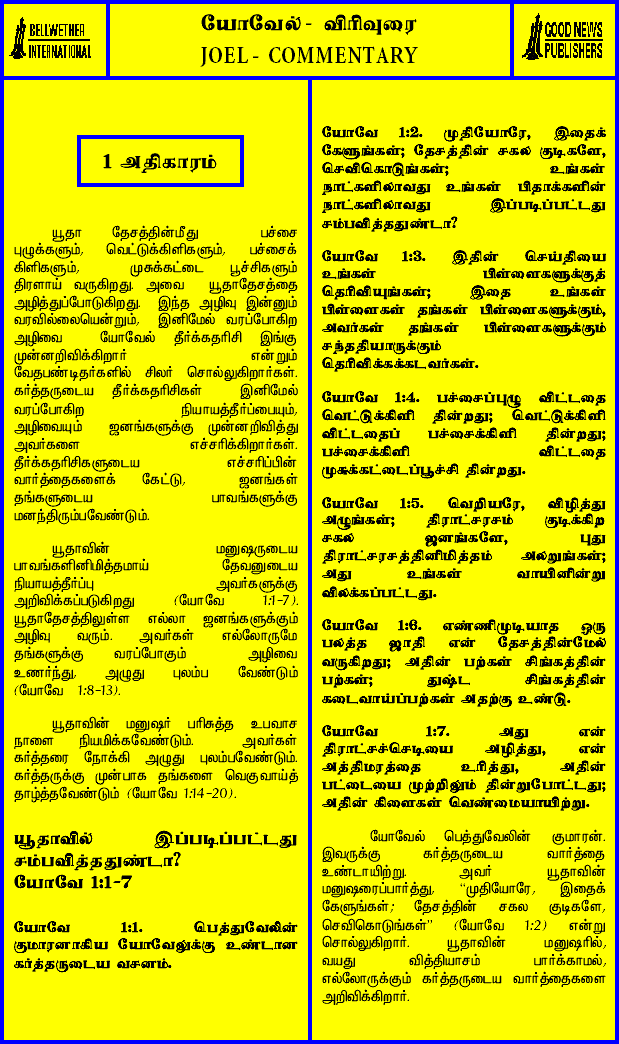 BELLWETHER
INTERNATIONAL
யோவேல் - விரிவுரை
JOEL - COMMENTARY
GOOD NEWS
PUBLISHERS
1 அதிகாரம்
யூதா தேசத்தின்மீது பச்சை
புழுக்களும், வெட்டுக்கிளிகளும், பச்சைக்
கிளிகளும், முசுக்கட்டை பூச்சிகளும்
திரளாய் வருகிறது. அவை யூதாதேசத்தை
அழித்துப்போடுகிறது. இந்த அழிவு இன்னும்
வரவில்லையென்றும், இனிமேல் வரப்போகிற
அழிவை யோவேல் தீர்க்கதரிசி இங்கு
முன்னறிவிக்கிறார் என்றும்
வேதபண்டிதர்களில் சிலர் சொல்லுகிறார்கள்.
கர்த்தருடைய தீர்க்கதரிசிகள் இனிமேல்
வரப்போகிற நியாயத்தீர்ப்பையும்,
அழிவையும் ஜனங்களுக்கு முன்னறிவித்து
அவர்களை எச்சரிக்கிறார்கள்.
தீர்க்கதரிசிகளுடைய எச்சரிப்பின்
வார்த்தைகளைக் கேட்டு, ஜனங்கள்
தங்களுடைய பாவங்களுக்கு
மனந்திரும்பவேண்டும்.
யூதாவின் மனுஷருடைய
பாவங்களினிமித்தமாய் தேவனுடைய
நியாயத்தீர்ப்பு அவர்களுக்கு
அறிவிக்கப்படுகிறது (யோவே 1:1-7).
யூதாதேசத்திலுள்ள எல்லா ஜனங்களுக்கும்
அழிவு வரும். அவர்கள் எல்லோருமே
தங்களுக்கு வரப்போகும் அழிவை
உணர்ந்து, அழுது புலம்ப வேண்டும்
(யோவே 1:8-13).
யூதாவின் மனுஷர் பரிசுத்த உபவாச
நாளை நியமிக்கவேண்டும். அவர்கள்
கர்த்தரை நோக்கி அழுது புலம்பவேண்டும்.
கர்த்தருக்கு முன்பாக தங்களை வெகுவாய்த்
தாழ்த்தவேண்டும் (யோவே 1:14-20).
யூதாவில் இப்படிப்பட்டது
சம்பவித்ததுண்டா?
யோவே 1:1-7
யோவே 1:1. பெத்துவேலின்
குமாரனாகிய யோவேலுக்கு உண்டான
கர்த்தருடைய வசனம்.
யோவே 1:2. முதியோரே, இதைக்
கேளுங்கள்; தேசத்தின் சகல குடிகளே,
செவிகொடுங்கள்; உங்கள்
நாட்களிலாவது உங்கள் பிதாக்களின்
நாட்களிலாவது இப்படிப்பட்டது
சம்பவித்ததுண்டா?
யோவே 1:3. இதின் செய்தியை
உங்கள் பிள்ளைகளுக்குத்
தெரிவியுங்கள்; இதை உங்கள்
பிள்ளைகள் தங்கள் பிள்ளைகளுக்கும்,
அவர்கள் தங்கள் பிள்ளைகளுக்கும்
சந்ததியாருக்கும்
தெரிவிக்கக்கடவர்கள்.
யோவே 1:4. பச்சைப்புழு விட்டதை
வெட்டுக்கிளி தின்றது; வெட்டுக்கிளி
விட்டதைப் பச்சைக்கிளி தின்றது;
பச்சைக்கிளி விட்டதை
முசுக்கட்டைப்பூச்சி தின்றது.
யோவே 1:5. வெறியரே, விழித்து
அழுங்கள்; திராட்சரசம் குடிக்கிற
சகல ஜனங்களே, புது
திராட்சரசத்தினிமித்தம் அலறுங்கள்;
அது உங்கள் வாயினின்று
விலக்கப்பட்டது.
யோவே 1:6. எண்ணிமுடியாத ஒரு
பலத்த ஜாதி என் தேசத்தின்மேல்
வருகிறது; அதின் பற்கள் சிங்கத்தின்
பற்கள்; துஷ்ட சிங்கத்தின்
கடைவாய்ப்பற்கள் அதற்கு உண்டு.
யோவே 1:7. அது என்
திராட்சச்செடியை அழித்து, என்
அத்திமரத்தை உரித்து, அதின்
பட்டையை முற்றிலும் தின்றுபோட்டது;
அதின் கிளைகள் வெண்மையாயிற்று.
யோவேல் பெத்துவேலின் குமாரன்.
இவருக்கு கர்த்தருடைய வார்த்தை
உண்டாயிற்று. அவர் யூதாவின்
மனுஷரைப்பார்த்து, "முதியோரே, இதைக்
கேளுங்கள்; தேசத்தின் சகல குடிகளே,
செவிகொடுங்கள்" (யோவே 1:2) என்று
சொல்லுகிறார். யூதாவின் மனுஷரில்,
வயது வித்தியாசம் பார்க்காமல்,
எல்லோருக்கும் கர்த்தருடைய வார்த்தைகளை
அறிவிக்கிறார்.